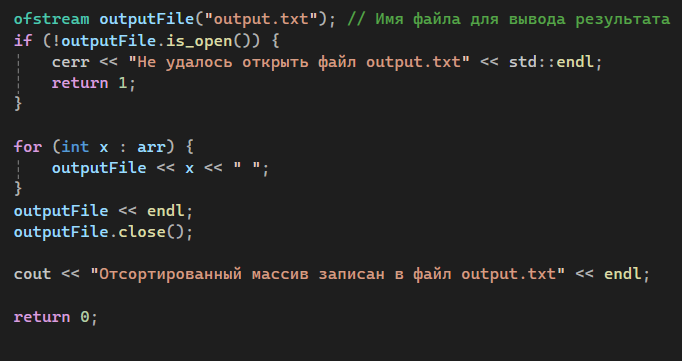 ofstream outputFile("output.txt"); // Имя файла для вывода результата
if (!outputFile.is_open()) {
cerr << "Не удалось открыть файл output.txt" << std::endl;
return 1;
}
for (int x : arr) {
outputFile << x << " ";
}
outputFile << endl;
outputFile.close();
cout << "Отсортированный массив записан в файл output.txt" << endl;
return 0;